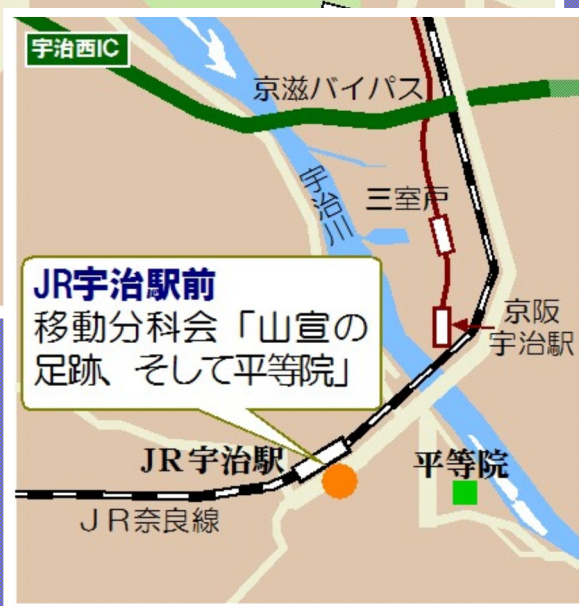 宇治西IC
京滋バイパス
宇治川
三室戸
JR宇治駅前
移動分科会「山宣の
足跡、そして平等院」
京阪
宇治駅
JR宇治駅
平等院
JR奈良線